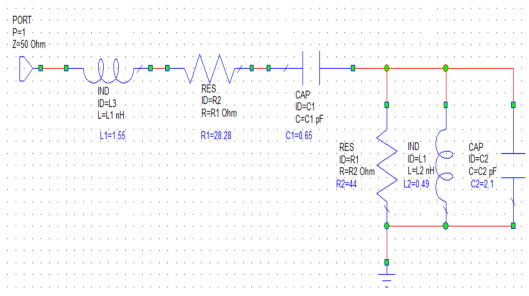 PORT
P=1
Z=50 Ohm
IND
ID=L3
L=L1 nH
L1=1.55
RES
ID=R2
R=R1 Ohm
R1=28.28
CAP
ID=C1
C=C1 pF
C1=0.65
RES
ID=R1
R=R2 Ohm
R2=44
IND
ID=L1
L=L2 nH
L2=0.49
CAP
ID=C2
C=C2 pF
C2=2.1